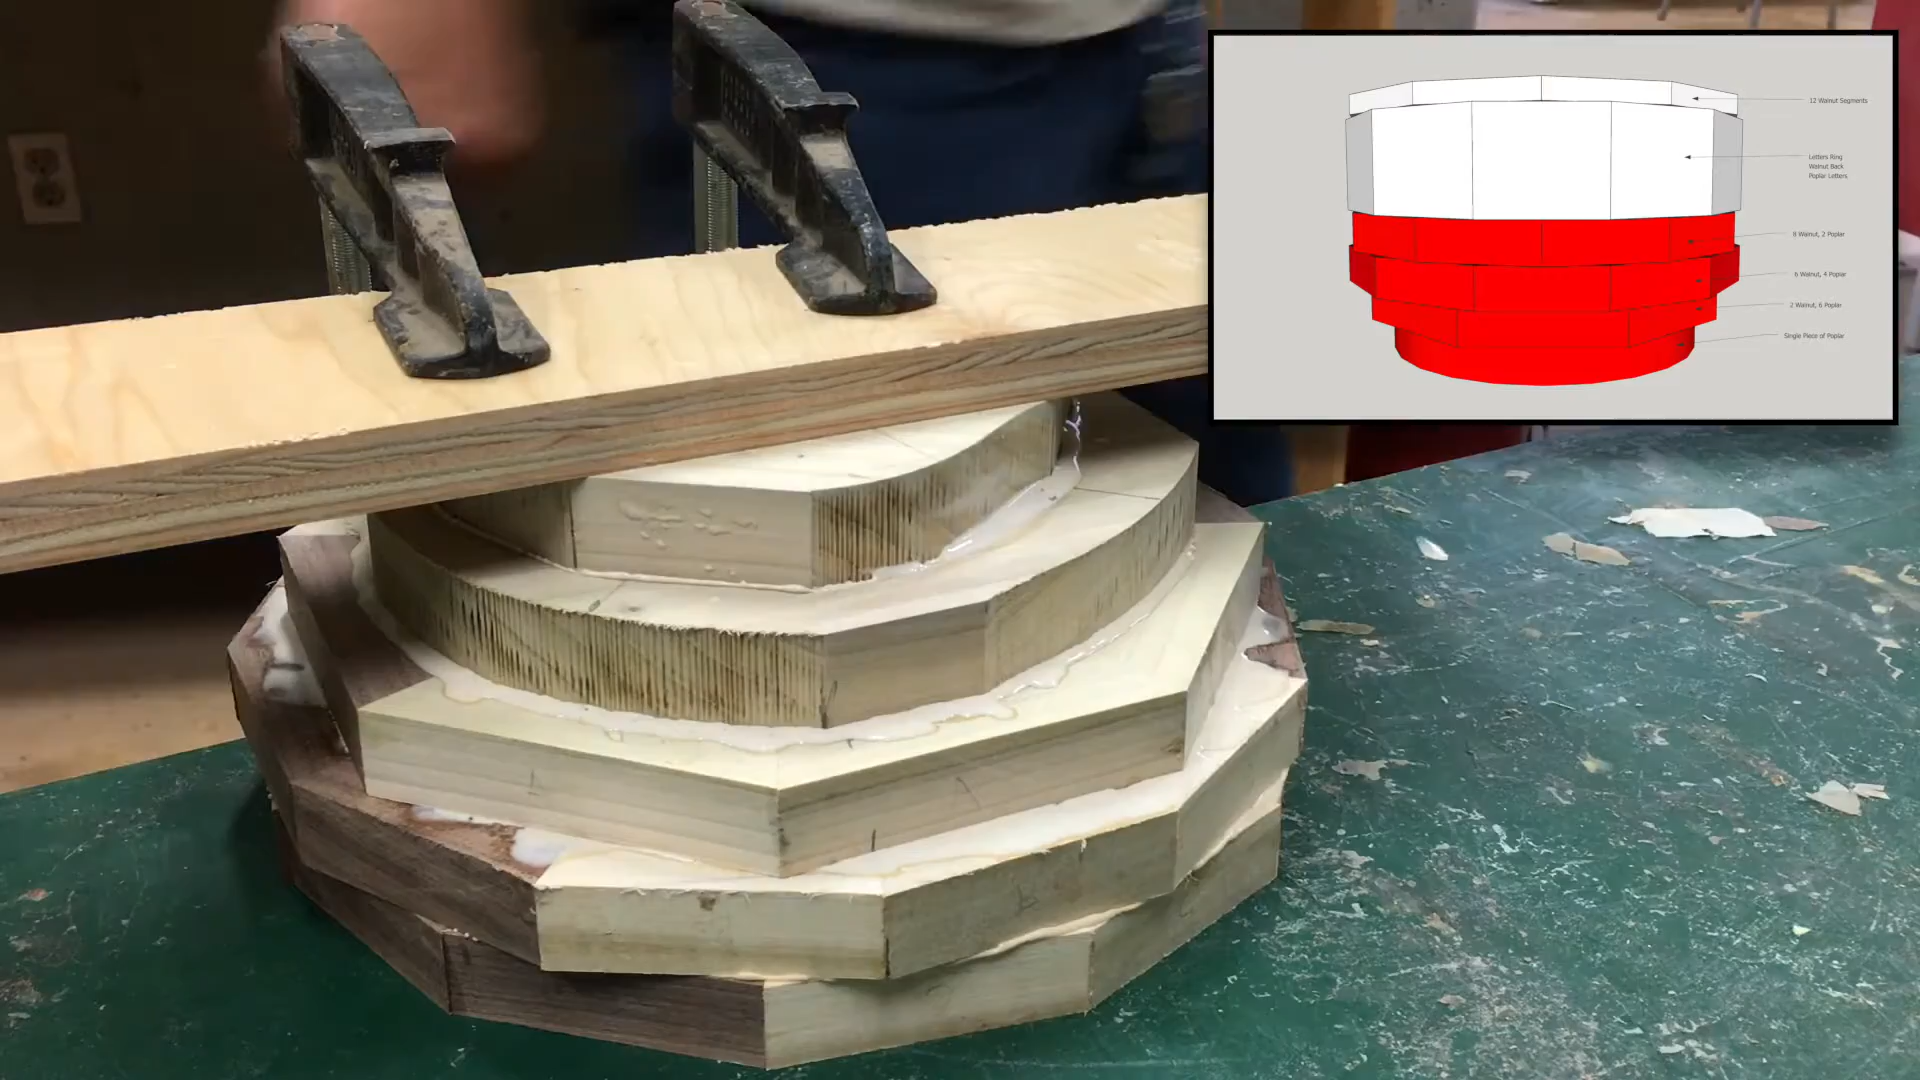 12 Walnut Segments
Letters Ring
Walnut Back
Poplar Letters
9 Walnut, 2 Poplar
6 Walnut, 4 Poplar
2 Walnut, 6 Poplar
Single Piece of Poplar